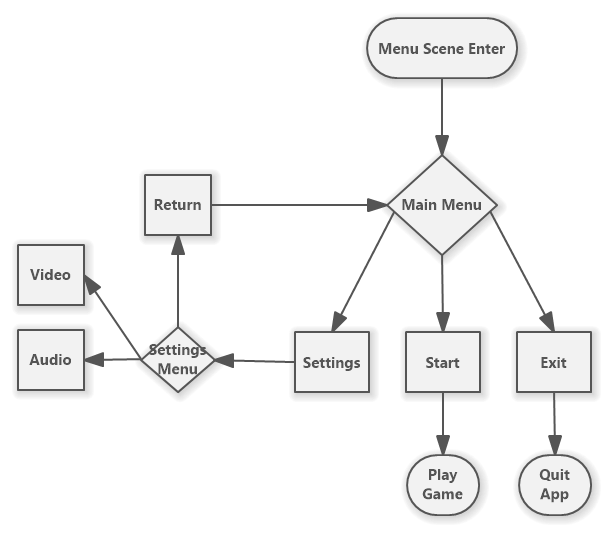 Menu Scene Enter
Return
Main Menu
Video
Settings
Menu
Audio
Settings
Start
Exit
Play
Game
Quit
App